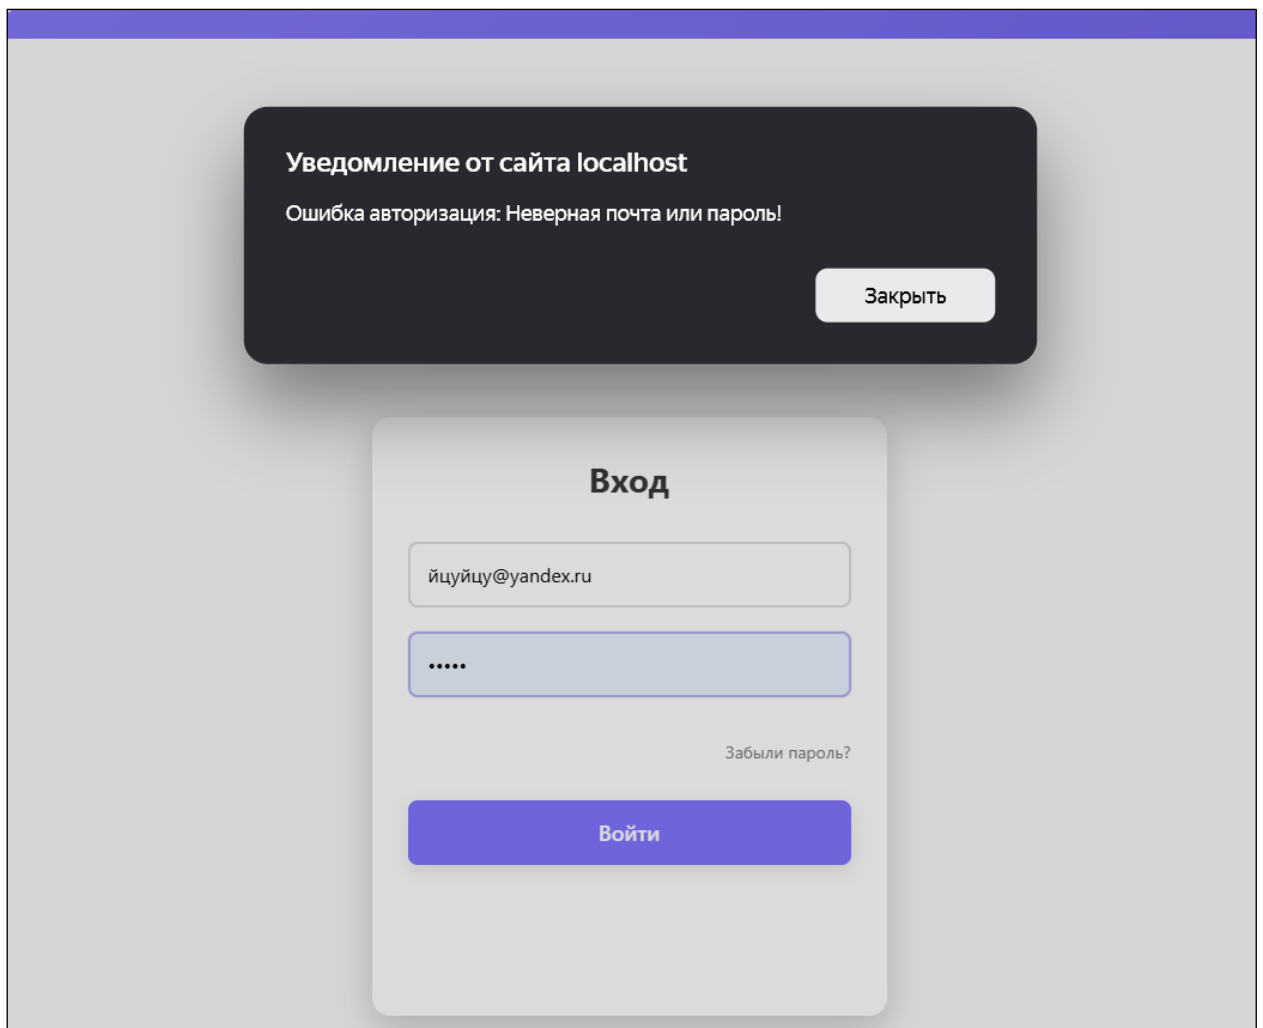 Уведомление от сайта localhost
Ошибка авторизация: Неверная почта или пароль!
Закрыть
Вход
йцуйцу@yandex.ru
•••••
Забыли пароль?
Войти